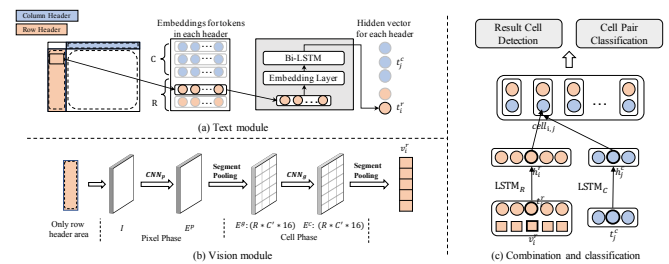 Column Header
Row Header
Embeddings for tokens
in each header
Hidden vector
for each header
C
R
Bi-LSTM
Embedding Layer
t_j^c
t_i^r
(a) Text module
Only row
header area
CNN_p
Segment
Pooling
CNN_g
Segment
Pooling
v_i^r
I
E^p
E^g: (R * C' * 16)
E^c: (R * C' * 16)
Pixel Phase
Cell Phase
(b) Vision module
Result Cell
Detection
Cell Pair
Classification
...
cell_{i,j}
h_i^r
h_j^c
LSTM_R
LSTM_C
t_i^r
v_i^r
t_j^c
(c) Combination and classification